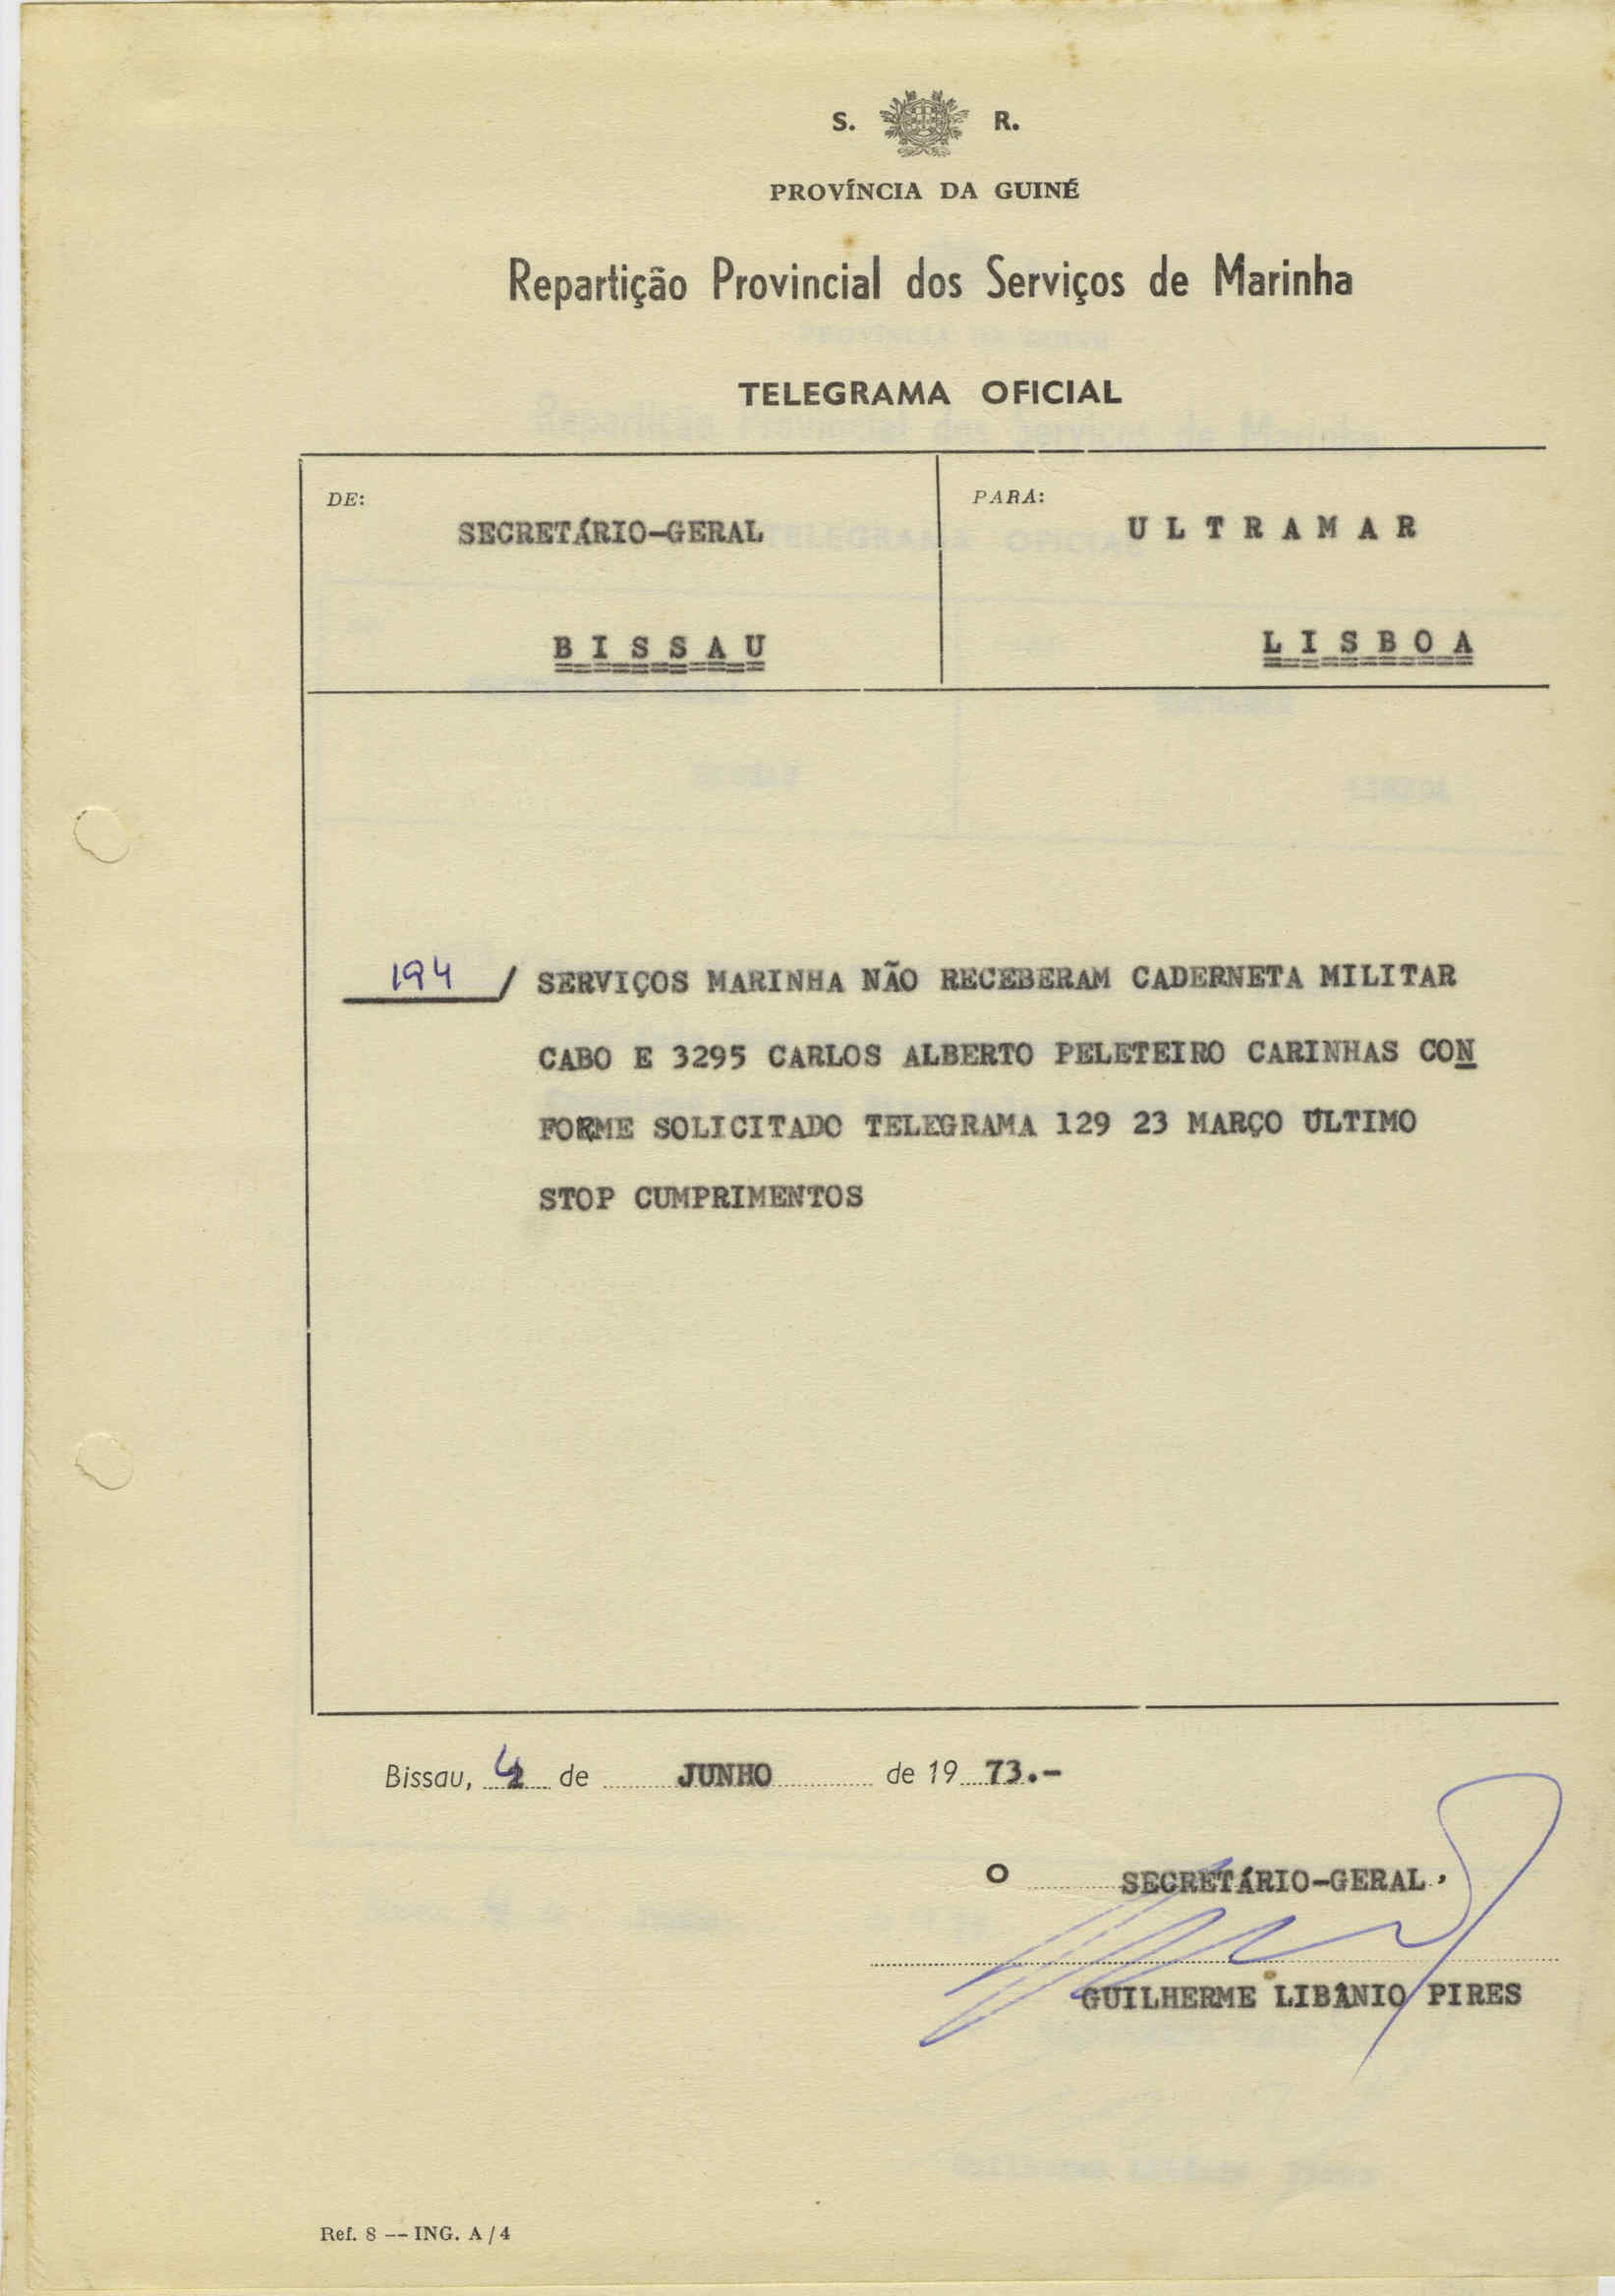 S. R.
PROVÍNCIA DA GUINÉ
Repartição Provincial dos Serviços de Marinha
TELEGRAMA OFICIAL
DE:
SECRETÁRIO-GERAL
BISSAU
PARA:
ULTRAMAR
LISBOA
194 / SERVIÇOS MARINHA NÃO RECEBERAM CADERNETA MILITAR
CABO E 3295 CARLOS ALBERTO PELETEIRO CARINHAS CON
FORME SOLICITADO TELEGRAMA 129 23 MARÇO ÚLTIMO
STOP CUMPRIMENTOS
Bissau, de JUNHO de 19 73.-
O SECRETÁRIO-GERAL,
GUILHERME LIBÂNIO PIRES
Ref. 8 — ING. A/4